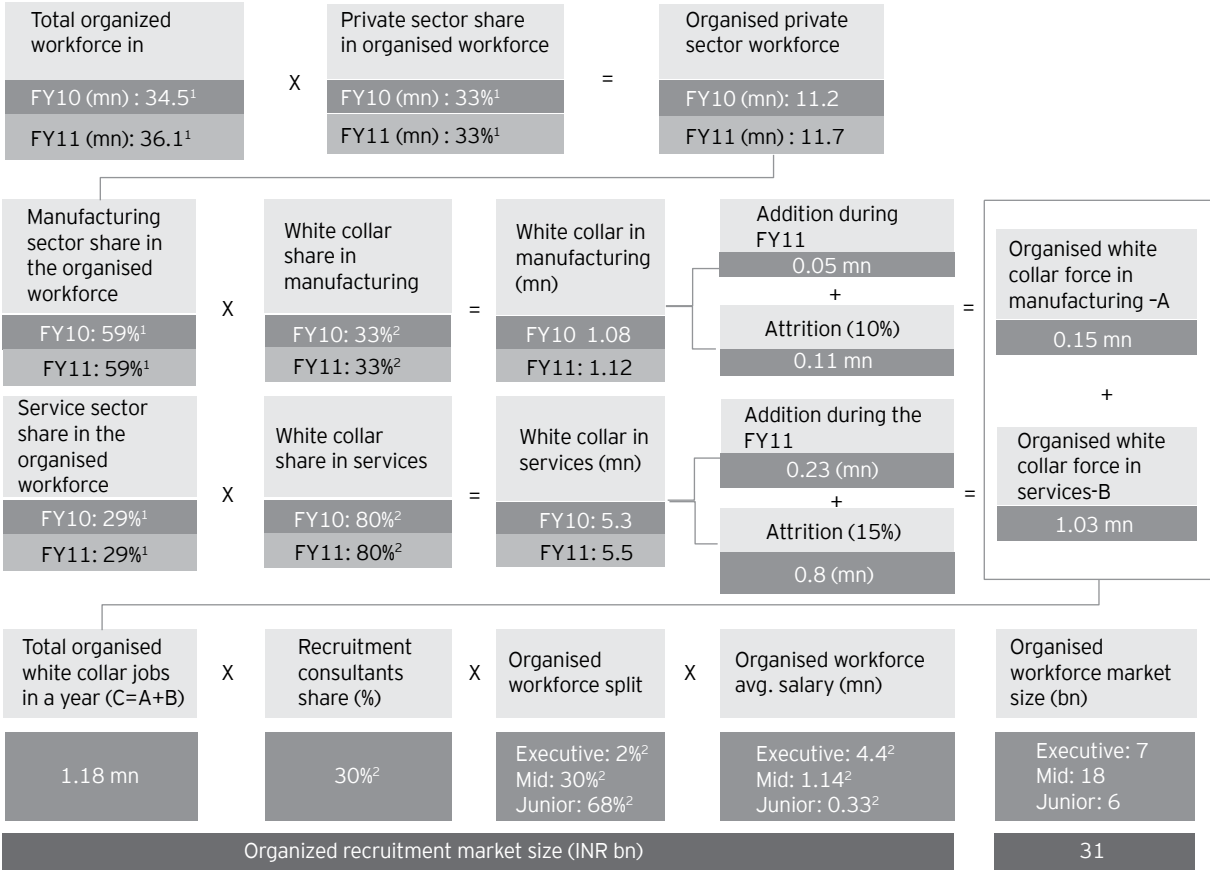 Total organized
workforce in
FY10 (mn) : 34.5¹
FY11 (mn): 36.1¹
X
Private sector share
in organised workforce
FY10 (mn) : 33%¹
FY11 (mn) : 33%¹
=
Organised private
sector workforce
FY10 (mn): 11.2
FY11 (mn) : 11.7
Manufacturing
sector share in
the organised
workforce
FY10: 59%¹
FY11: 59%¹
X
White collar
share in
manufacturing
FY10: 33%²
FY11: 33%²
=
White collar in
manufacturing
(mn)
FY10 1.08
FY11: 1.12
Addition during
FY11
0.05 mn
+
Attrition (10%)
0.11 mn
=
Organised white
collar force in
manufacturing –A
0.15 mn
+
Service sector
share in the
organised
workforce
FY10: 29%¹
FY11: 29%¹
X
White collar
share in services
FY10: 80%²
FY11: 80%²
=
White collar in
services (mn)
FY10: 5.3
FY11: 5.5
Addition during the
FY11
0.23 (mn)
+
Attrition (15%)
0.8 (mn)
=
Organised white
collar force in
services-B
1.03 mn
Total organised
white collar jobs
in a year (C=A+B)
1.18 mn
X
Recruitment
consultants
share (%)
30%²
X
Organised
workforce split
Executive: 2%²
Mid: 30%²
Junior: 68%²
X
Organised workforce
avg. salary (mn)
Executive: 4.4²
Mid: 1.14²
Junior: 0.33²
Organised
workforce market
size (bn)
Executive: 7
Mid: 18
Junior: 6
Organized recruitment market size (INR bn)
31